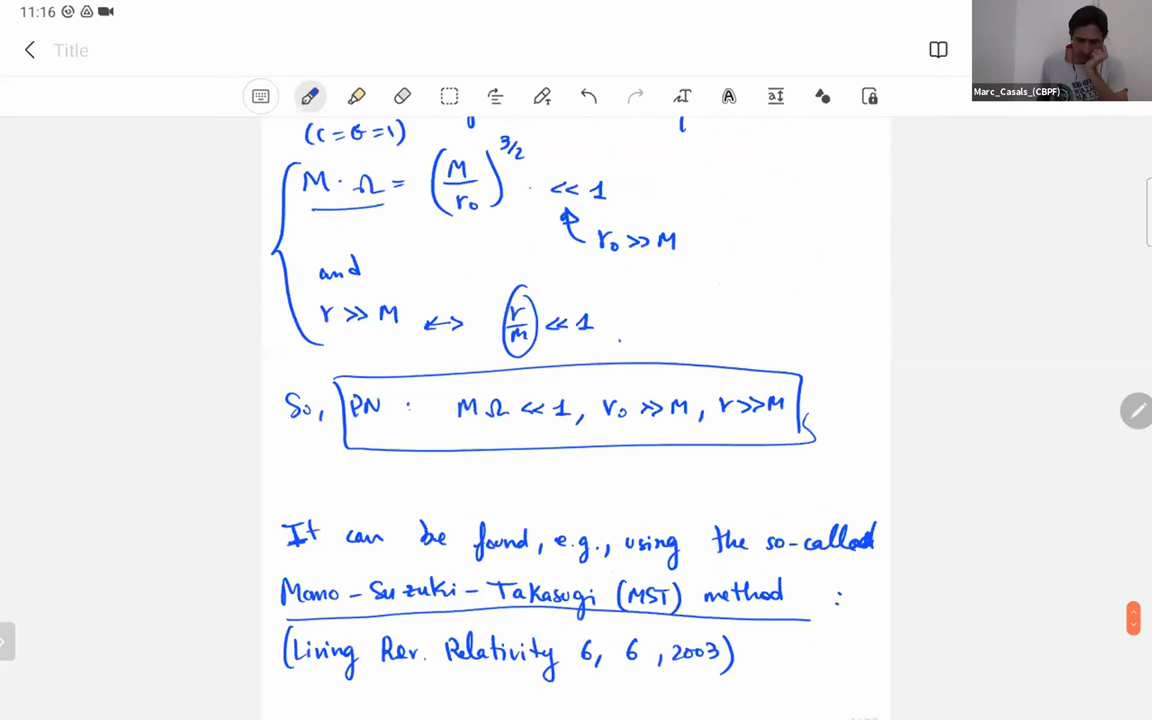 11:16
Title
Marc_Casals_(CBPF)
(C = G = 1)
M · Ω = (M/r₀)^3/2 << 1
r₀ >> M
and
r >> M ↔ r/M << 1
So, PN : MΩ << 1, r₀ >> M, r >> M
It can be found, e.g., using the so-called
Mano - Suzuki - Takasugi (MST) method :
(Living Rev. Relativity 6, 6, 2003)